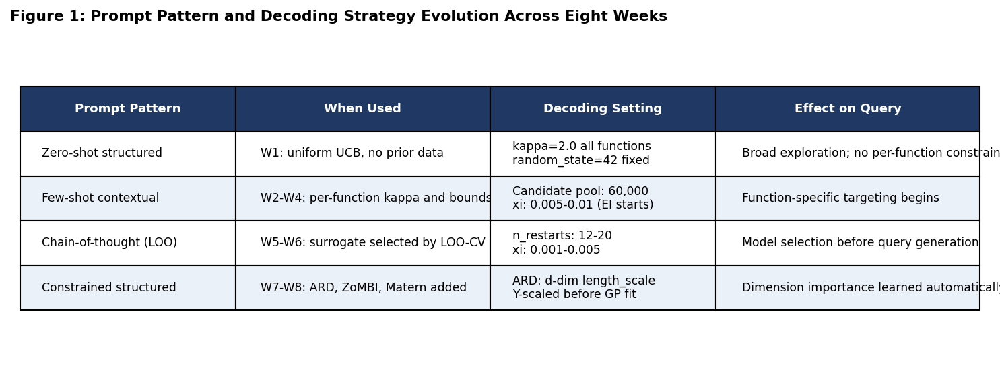 Figure 1: Prompt Pattern and Decoding Strategy Evolution Across Eight Weeks
Prompt Pattern When Used Decoding Setting Effect on Query
Zero-shot structured W1: uniform UCB, no prior data kappa=2.0 all functions Broad exploration; no per-function constrain
random_state=42 fixed
Few-shot contextual W2-W4: per-function kappa and bounds Candidate pool: 60,000 Function-specific targeting begins
xi: 0.005-0.01 (EI starts)
Chain-of-thought (LOO) W5-W6: surrogate selected by LOO-CV n_restarts: 12-20 Model selection before query generation
xi: 0.001-0.005
Constrained structured W7-W8: ARD, ZoMBI, Matern added ARD: d-dim length_scale Dimension importance learned automatically
Y-scaled before GP fit